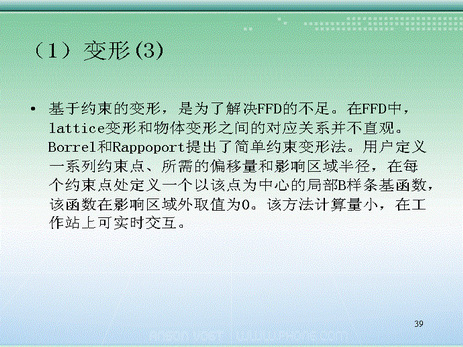 （1）变形(3)
• 基于约束的变形，是为了解决FFD的不足。在FFD中，
lattice变形和物体变形之间的对应关系并不直观。
Borrel和Rappoport提出了简单约束变形法。用户定义
一系列约束点、所需的偏移量和影响区域半径，在每
个约束点处定义一个以该点为中心的局部B样条基函数，
该函数在影响区域外取值为0。该方法计算量小，在工
作站上可实时交互。
39